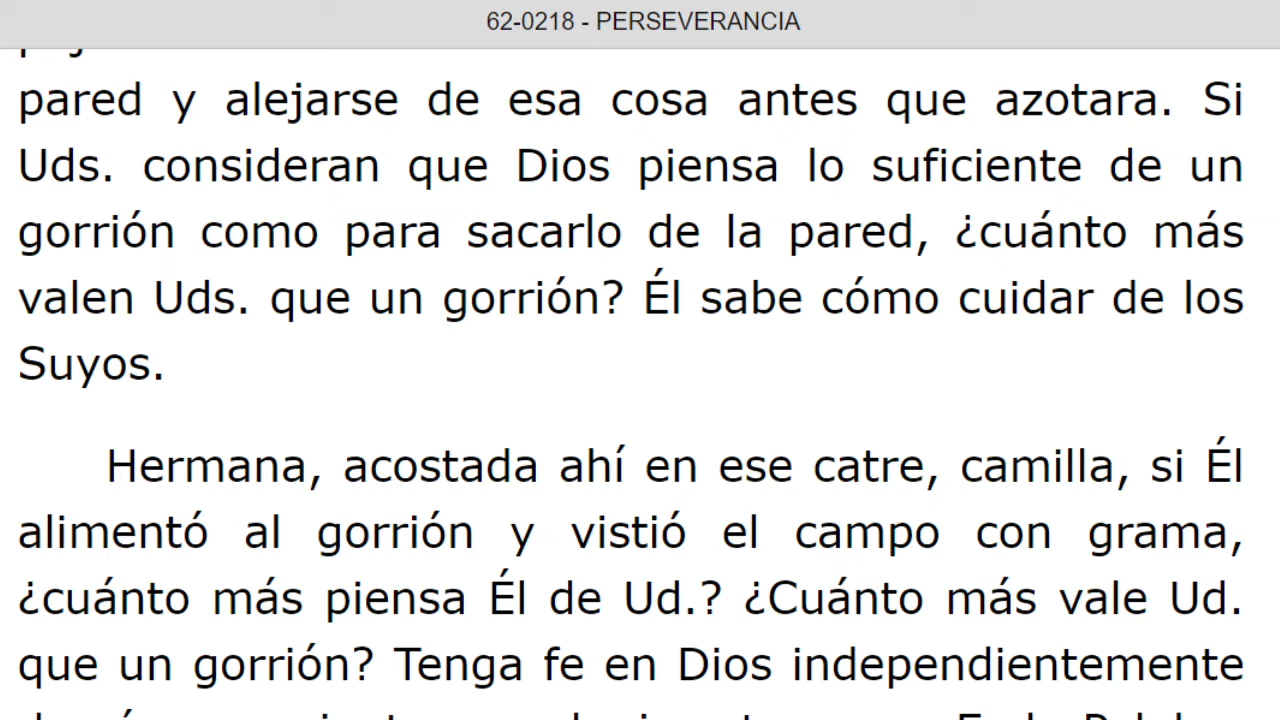 62-0218 - PERSEVERANCIA
pared y alejarse de esa cosa antes que azotara. Si
Uds. consideran que Dios piensa lo suficiente de un
gorrión como para sacarlo de la pared, ¿cuánto más
valen Uds. que un gorrión? Él sabe cómo cuidar de los
Suyos.
Hermana, acostada ahí en ese catre, camilla, si Él
alimentó al gorrión y vistió el campo con grama,
¿cuánto más piensa Él de Ud.? ¿Cuánto más vale Ud.
que un gorrión? Tenga fe en Dios independientemente